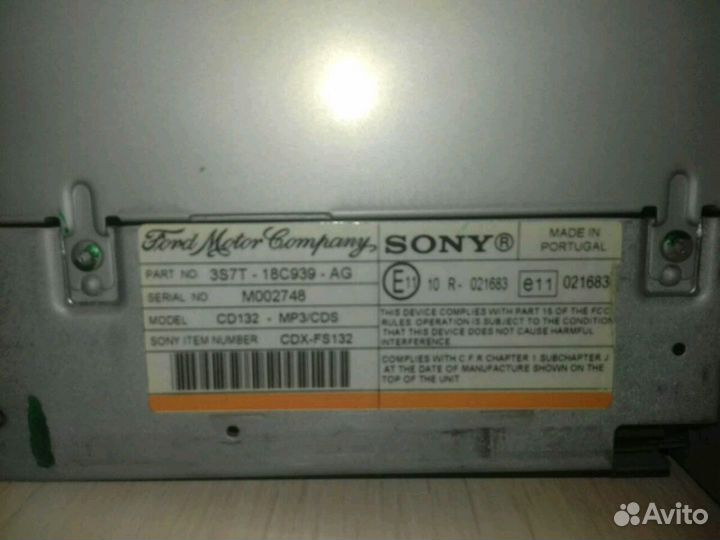 Ford Motor Company,
SONY®
MADE IN
PORTUGAL
PART NO. 3S7T - 18C939 - AG
SERIAL NO M002748
MODEL CD132 - MP3/CDS
SONY ITEM NUMBER CDX-FS132
E11 10 R - 021683 e11 021683
THIS DEVICE COMPLIES WITH PART 15 OF THE FCC
RULES. OPERATION IS SUBJECT TO THE CONDITION
THAT THIS DEVICE DOES NOT CAUSE HARMFUL
INTERFERENCE
COMPLIES WITH C F R CHAPTER 1 SUBCHAPTER J
AT THE DATE OF MANUFACTURE SHOWN ON THE
TOP OF THE UNIT
Avito